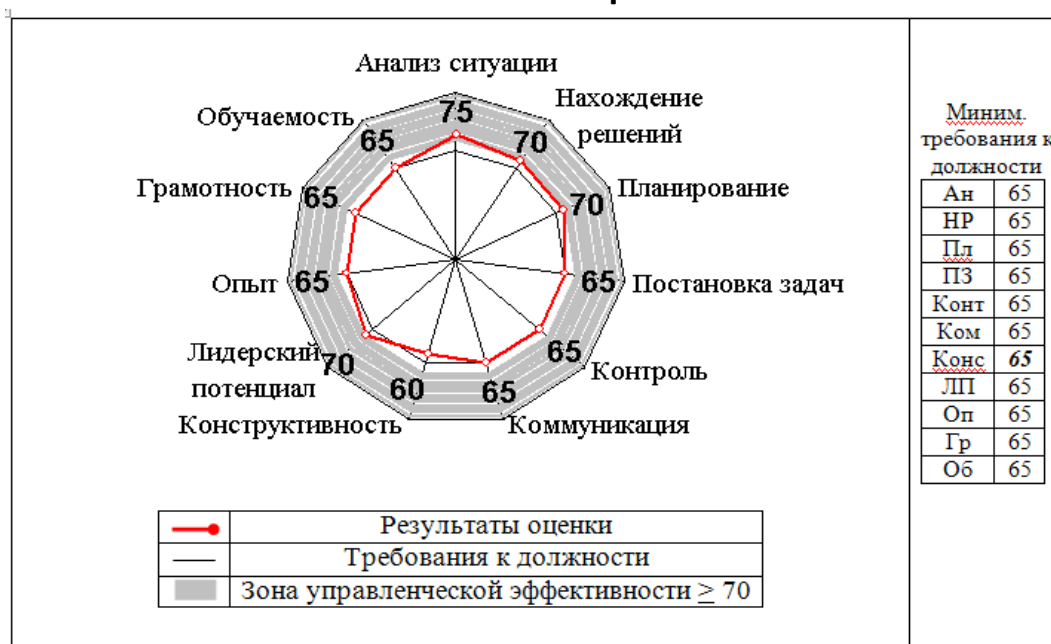 Анализ ситуации
75
Нахождение
решений
70
Планирование
70
Постановка задач
65
Контроль
65
Коммуникация
65
Конструктивность
60
Лидерский
потенциал
70
Опыт
65
Грамотность
65
Обучаемость
65
Результаты оценки
Требования к должности
Зона управленческой эффективности ≥ 70
Миним.
требования к
должности
Ан 65
НР 65
Пл 65
ПЗ 65
Конт 65
Ком 65
Конс 65
ЛП 65
Оп 65
Гр 65
Об 65